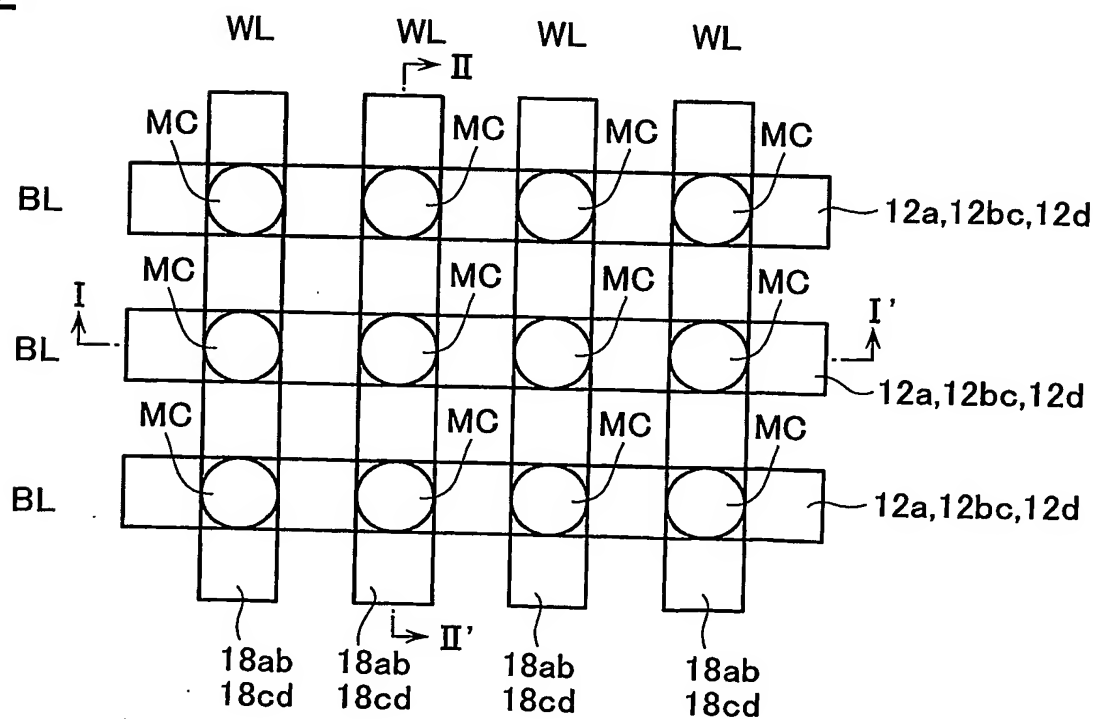 WL WL WL WL
II
MC MC MC MC
BL
12a,12bc,12d
MC MC MC MC
I I'
BL
12a,12bc,12d
MC MC MC MC
BL
12a,12bc,12d
II'
18ab 18ab 18ab 18ab
18cd 18cd 18cd 18cd